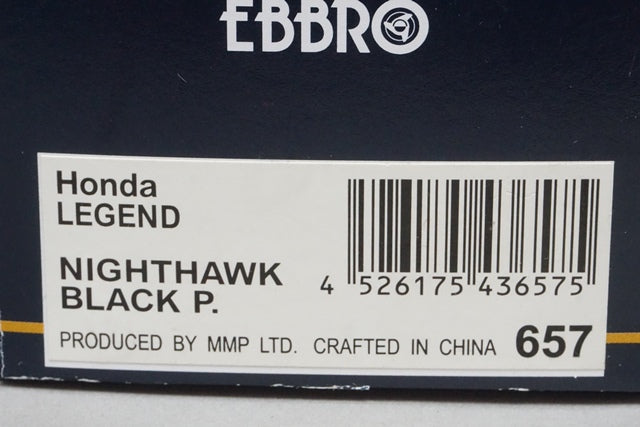 EBBRO
Honda
LEGEND
NIGHTHAWK
BLACK P.
4 526175 436575
PRODUCED BY MMP LTD. CRAFTED IN CHINA 657